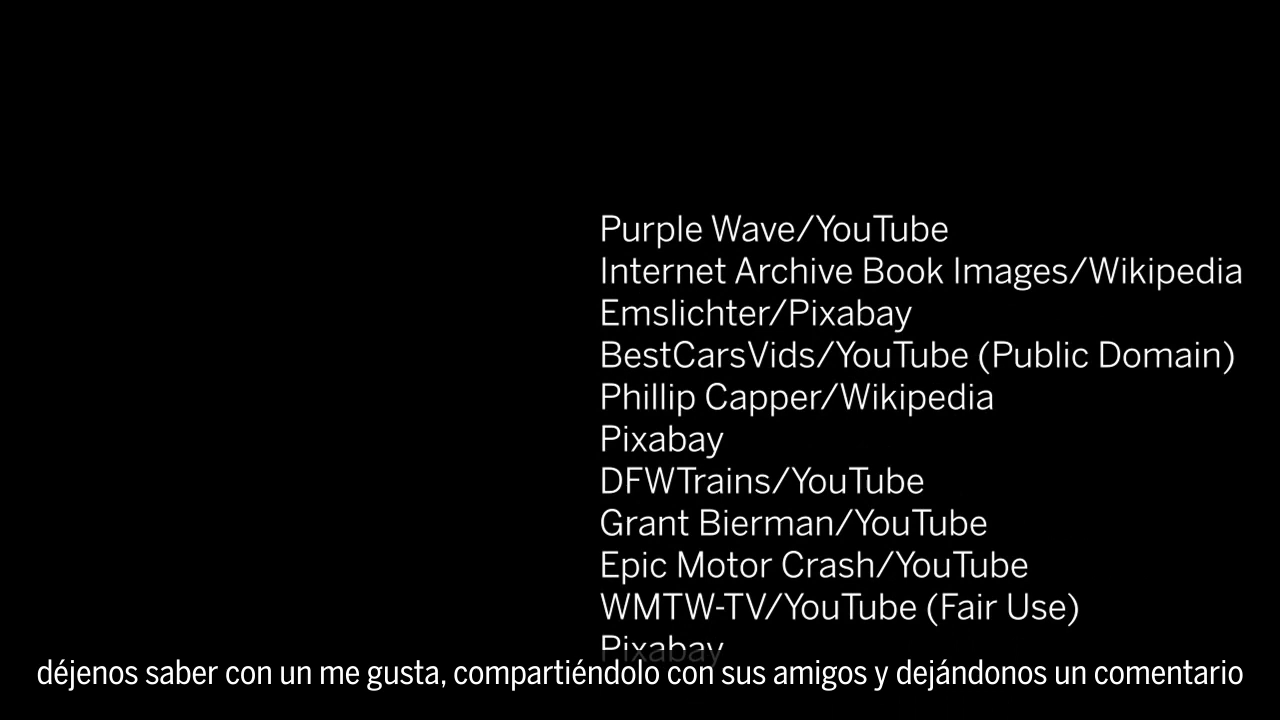 Purple Wave/YouTube
Internet Archive Book Images/Wikipedia
Emslichter/Pixabay
BestCarsVids/YouTube (Public Domain)
Phillip Capper/Wikipedia
Pixabay
DFWTrains/YouTube
Grant Bierman/YouTube
Epic Motor Crash/YouTube
WMTW-TV/YouTube (Fair Use)
Pixabay
déjenos saber con un me gusta, compartiéndolo con sus amigos y dejándonos un comentario